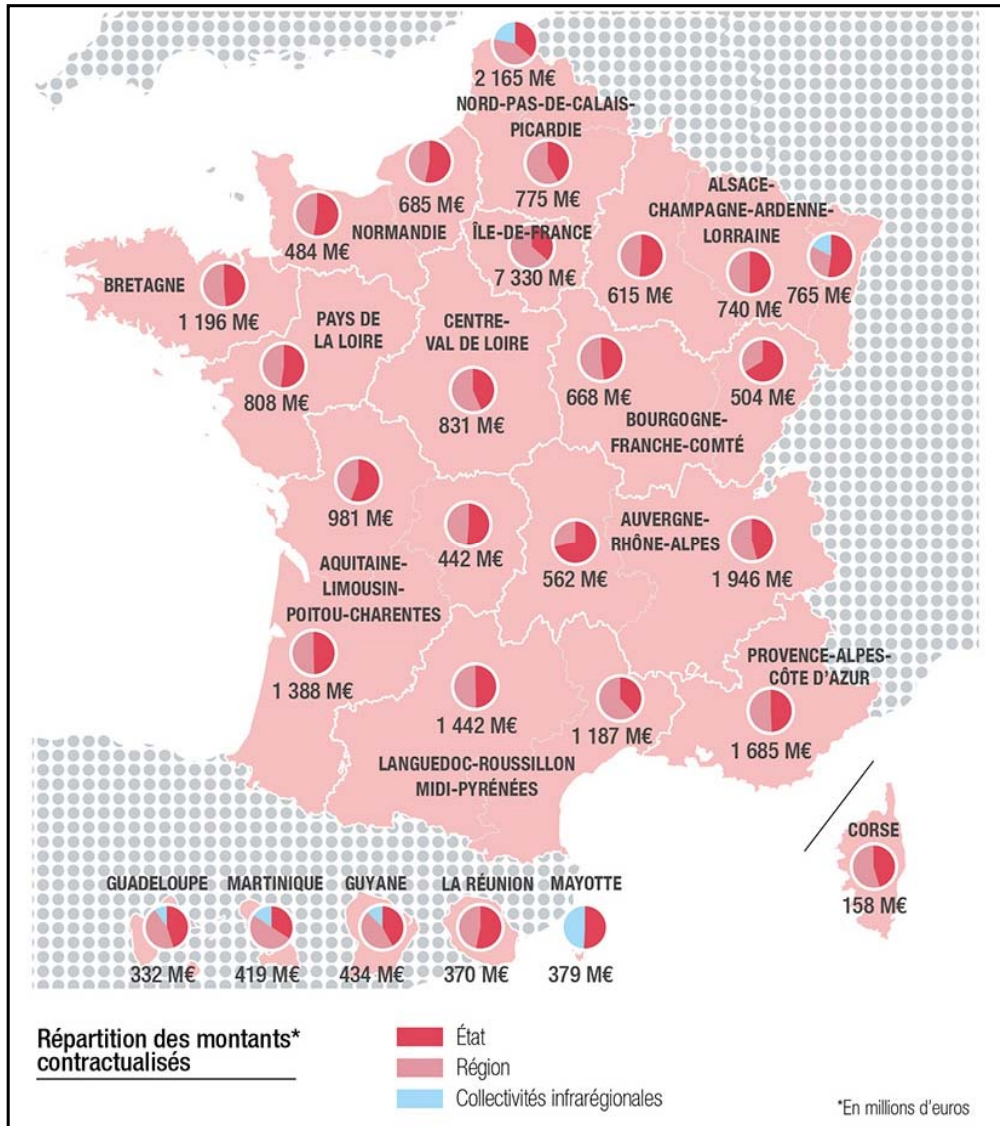 2 165 M€
NORD-PAS-DE-CALAIS-
PICARDIE
685 M€
775 M€
ALSACE-
CHAMPAGNE-ARDENNE-
LORRAINE
484 M€
NORMANDIE
ÎLE-DE-FRANCE
7 330 M€
615 M€
740 M€
765 M€
BRETAGNE
1 196 M€
PAYS DE
LA LOIRE
CENTRE-
VAL DE LOIRE
808 M€
831 M€
668 M€
504 M€
BOURGOGNE-
FRANCHE-COMTÉ
981 M€
442 M€
562 M€
AUVERGNE-
RHÔNE-ALPES
1 946 M€
AQUITAINE-
LIMOUSIN-
POITOU-CHARENTES
1 388 M€
1 442 M€
1 187 M€
LANGUEDOC-ROUSSILLON
MIDI-PYRÉNÉES
PROVENCE-ALPES-
CÔTE D'AZUR
1 685 M€
CORSE
158 M€
GUADELOUPE
332 M€
MARTINIQUE
419 M€
GUYANE
434 M€
LA RÉUNION
370 M€
MAYOTTE
379 M€
Répartition des montants*
contractualisés
État
Région
Collectivités infrarégionales
*En millions d'euros